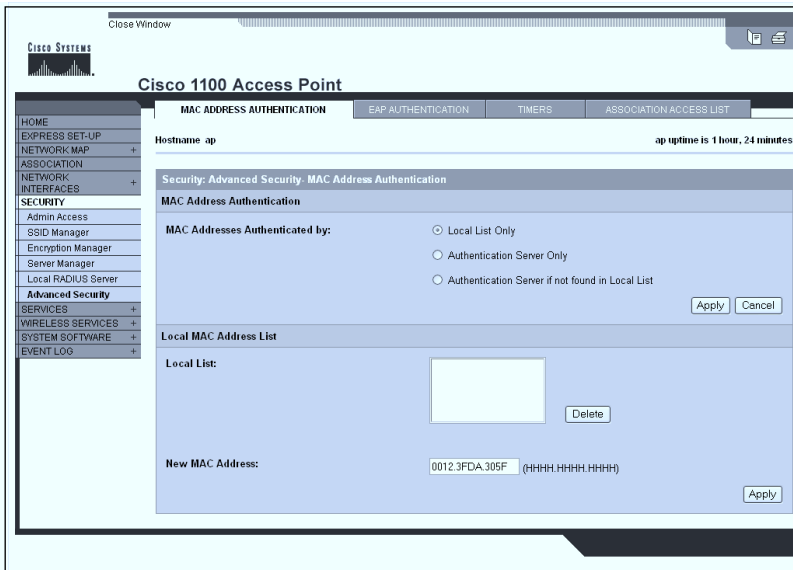 Close Window
CISCO SYSTEMS
Cisco 1100 Access Point
MAC ADDRESS AUTHENTICATION
EAP AUTHENTICATION
TIMERS
ASSOCIATION ACCESS LIST
HOME
EXPRESS SET-UP
NETWORK MAP +
ASSOCIATION
NETWORK
INTERFACES +
SECURITY
Admin Access
SSID Manager
Encryption Manager
Server Manager
Local RADIUS Server
Advanced Security
SERVICES +
WIRELESS SERVICES +
SYSTEM SOFTWARE +
EVENT LOG +
Hostname ap
ap uptime is 1 hour, 24 minutes
Security: Advanced Security- MAC Address Authentication
MAC Address Authentication
MAC Addresses Authenticated by:
Local List Only
Authentication Server Only
Authentication Server if not found in Local List
Apply Cancel
Local MAC Address List
Local List:
Delete
New MAC Address:
0012.3FDA.305F (HHHH.HHHH.HHHH)
Apply